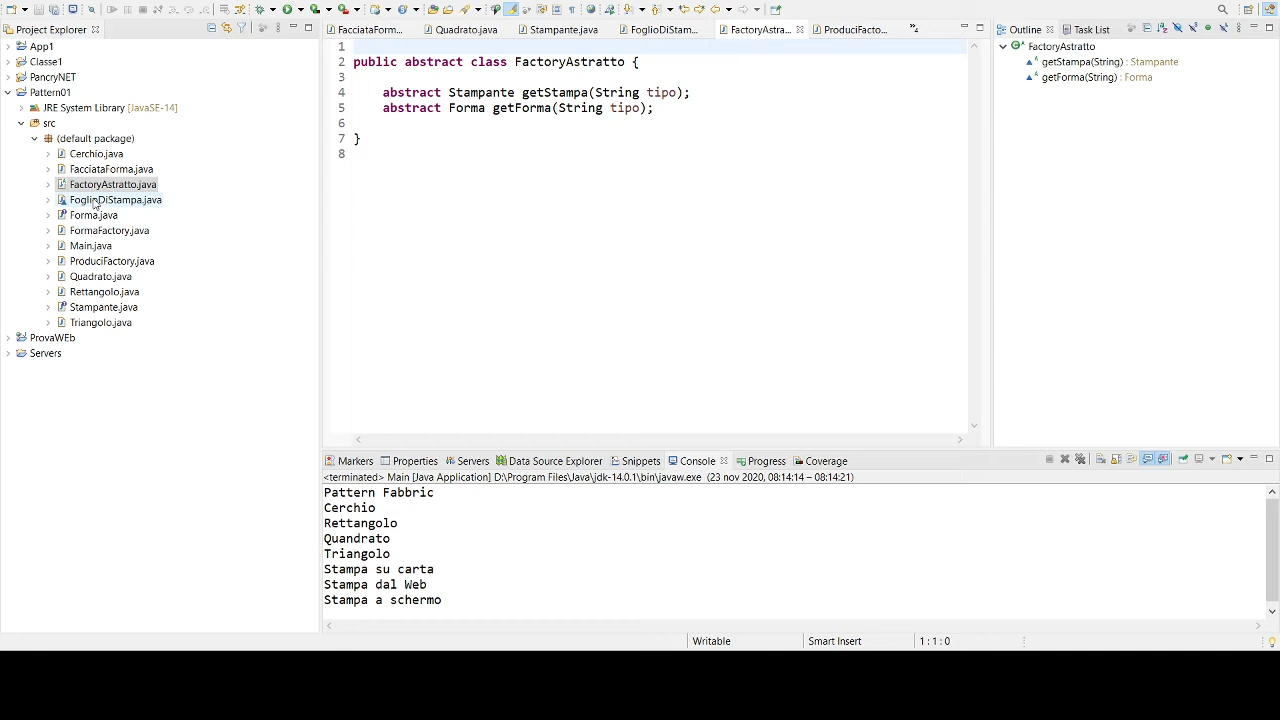 Project Explorer
FacciataForm...
Quadrato.java
Stampante.java
FoglioDiStam...
FactoryAstra...
ProduciFacto...
Outline
Task List
App1
Classe1
PancryNET
Pattern01
JRE System Library [JavaSE-14]
src
(default package)
Cerchio.java
FacciataForma.java
FactoryAstratto.java
FoglioDiStampa.java
Forma.java
FormaFactory.java
Main.java
ProduciFactory.java
Quadrato.java
Rettangolo.java
Stampante.java
Triangolo.java
ProvaWEb
Servers
1
2 public abstract class FactoryAstratto {
3
4 abstract Stampante getStampa(String tipo);
5 abstract Forma getForma(String tipo);
6
7 }
8
FactoryAstratto
getStampa(String) : Stampante
getForma(String) : Forma
Markers
Properties
Servers
Data Source Explorer
Snippets
Console
Progress
Coverage
<terminated> Main [Java Application] D:\Program Files\Java\jdk-14.0.1\bin\javaw.exe (23 nov 2020, 08:14:14 – 08:14:21)
Pattern Fabbric
Cerchio
Rettangolo
Quandrato
Triangolo
Stampa su carta
Stampa dal Web
Stampa a schermo
Writable
Smart Insert
1 : 1 : 0